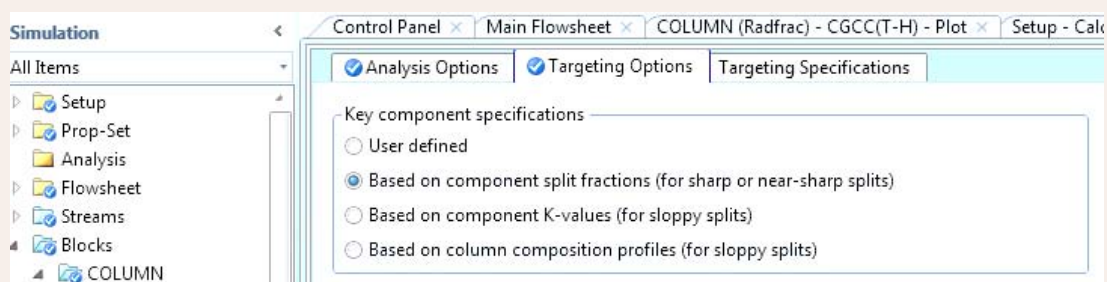 Simulation <
Control Panel × Main Flowsheet × COLUMN (Radfrac) - CGCC(T-H) - Plot × Setup - Calc
All Items
Analysis Options Targeting Options Targeting Specifications
Setup
Prop-Set
Analysis
Flowsheet
Streams
Blocks
COLUMN
Key component specifications
User defined
Based on component split fractions (for sharp or near-sharp splits)
Based on component K-values (for sloppy splits)
Based on column composition profiles (for sloppy splits)